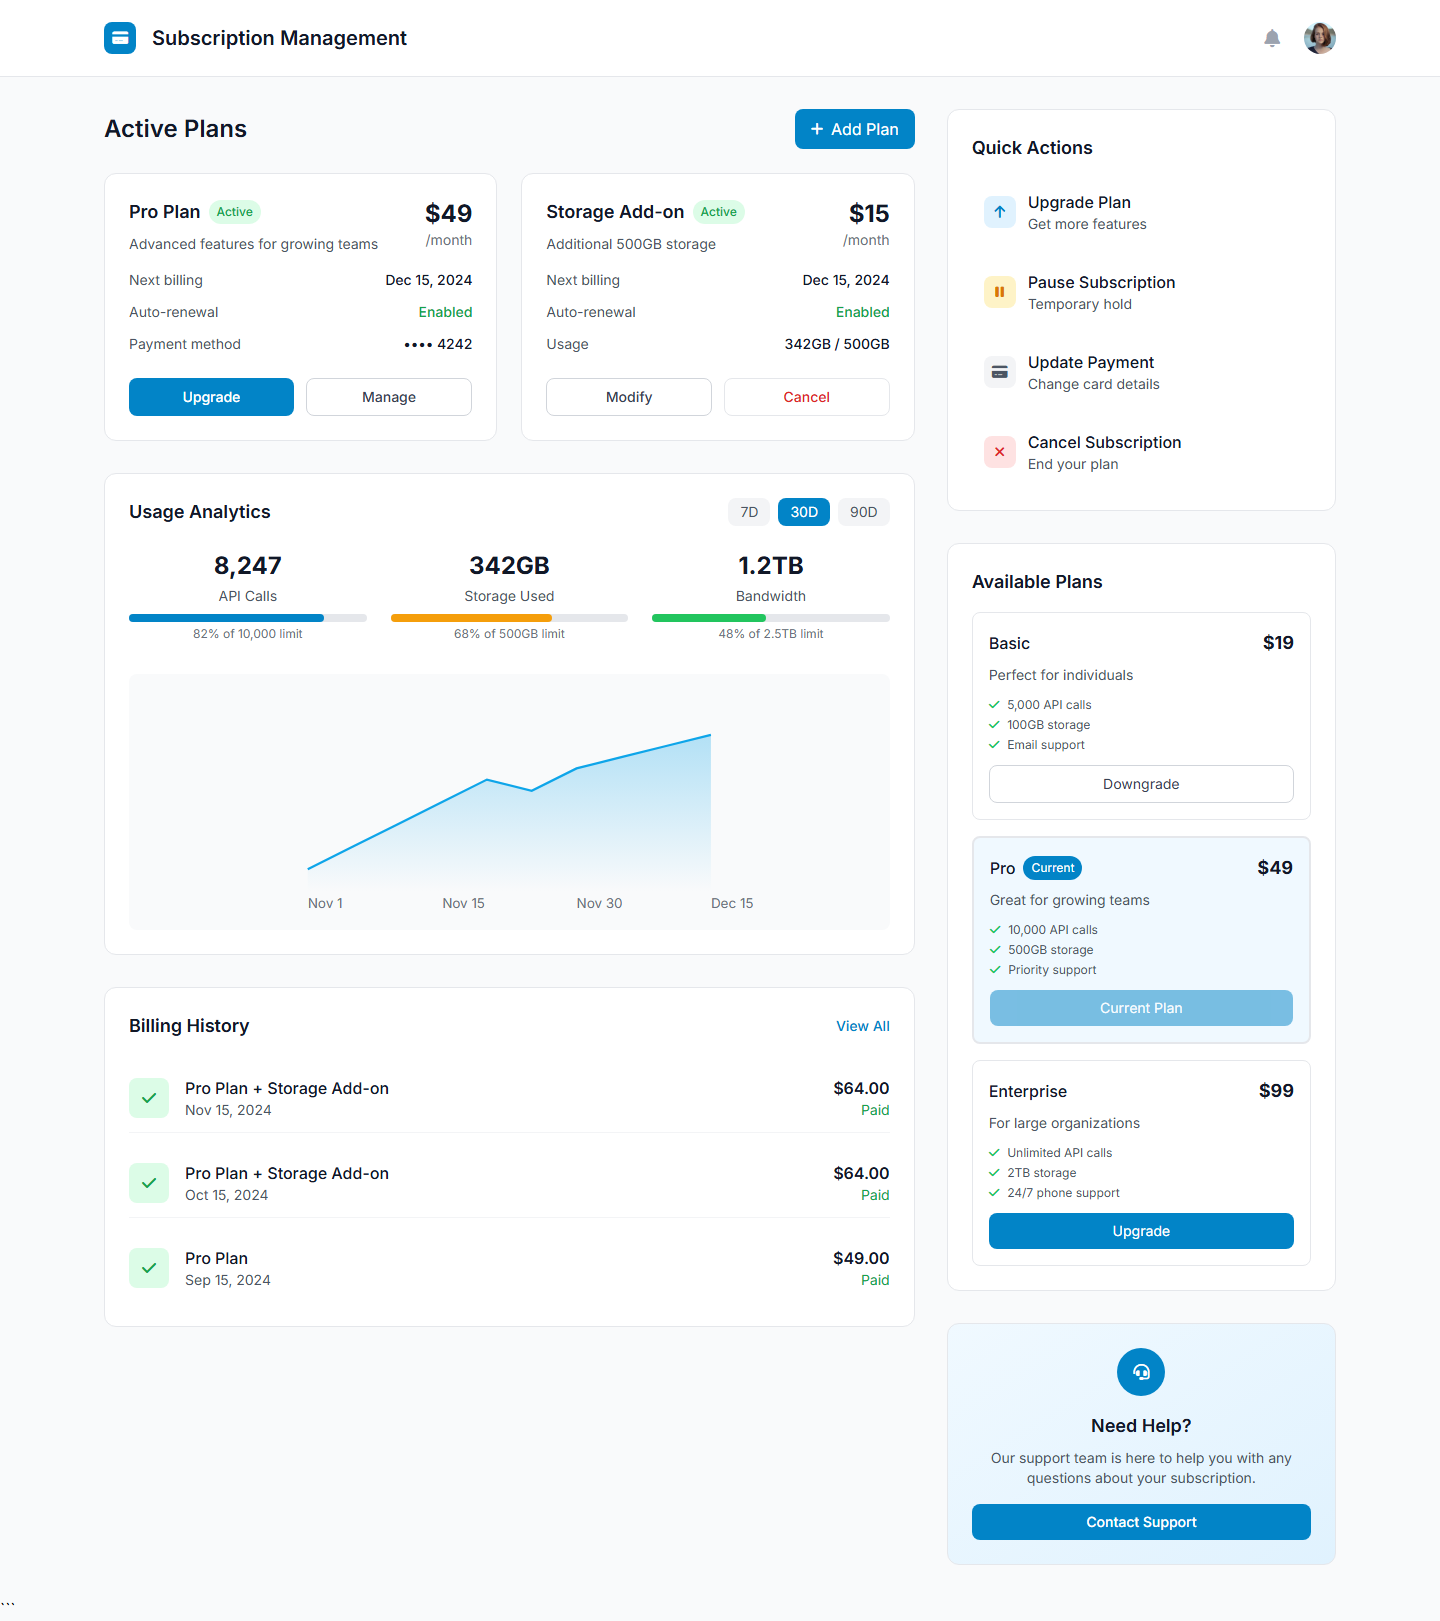 Subscription Management
Active Plans
+ Add Plan
Pro Plan Active
$49
Advanced features for growing teams
/month
Next billing
Dec 15, 2024
Auto-renewal
Enabled
Payment method
•••• 4242
Upgrade
Manage
Storage Add-on Active
$15
Additional 500GB storage
/month
Next billing
Dec 15, 2024
Auto-renewal
Enabled
Usage
342GB / 500GB
Modify
Cancel
Usage Analytics
7D
30D
90D
8,247
API Calls
82% of 10,000 limit
342GB
Storage Used
68% of 500GB limit
1.2TB
Bandwidth
48% of 2.5TB limit
Nov 1
Nov 15
Nov 30
Dec 15
Billing History
View All
Pro Plan + Storage Add-on
Nov 15, 2024
$64.00
Paid
Pro Plan + Storage Add-on
Oct 15, 2024
$64.00
Paid
Pro Plan
Sep 15, 2024
$49.00
Paid
Quick Actions
Upgrade Plan
Get more features
Pause Subscription
Temporary hold
Update Payment
Change card details
Cancel Subscription
End your plan
Available Plans
Basic
$19
Perfect for individuals
5,000 API calls
100GB storage
Email support
Downgrade
Pro Current
$49
Great for growing teams
10,000 API calls
500GB storage
Priority support
Current Plan
Enterprise
$99
For large organizations
Unlimited API calls
2TB storage
24/7 phone support
Upgrade
Need Help?
Our support team is here to help you with any
questions about your subscription.
Contact Support
```